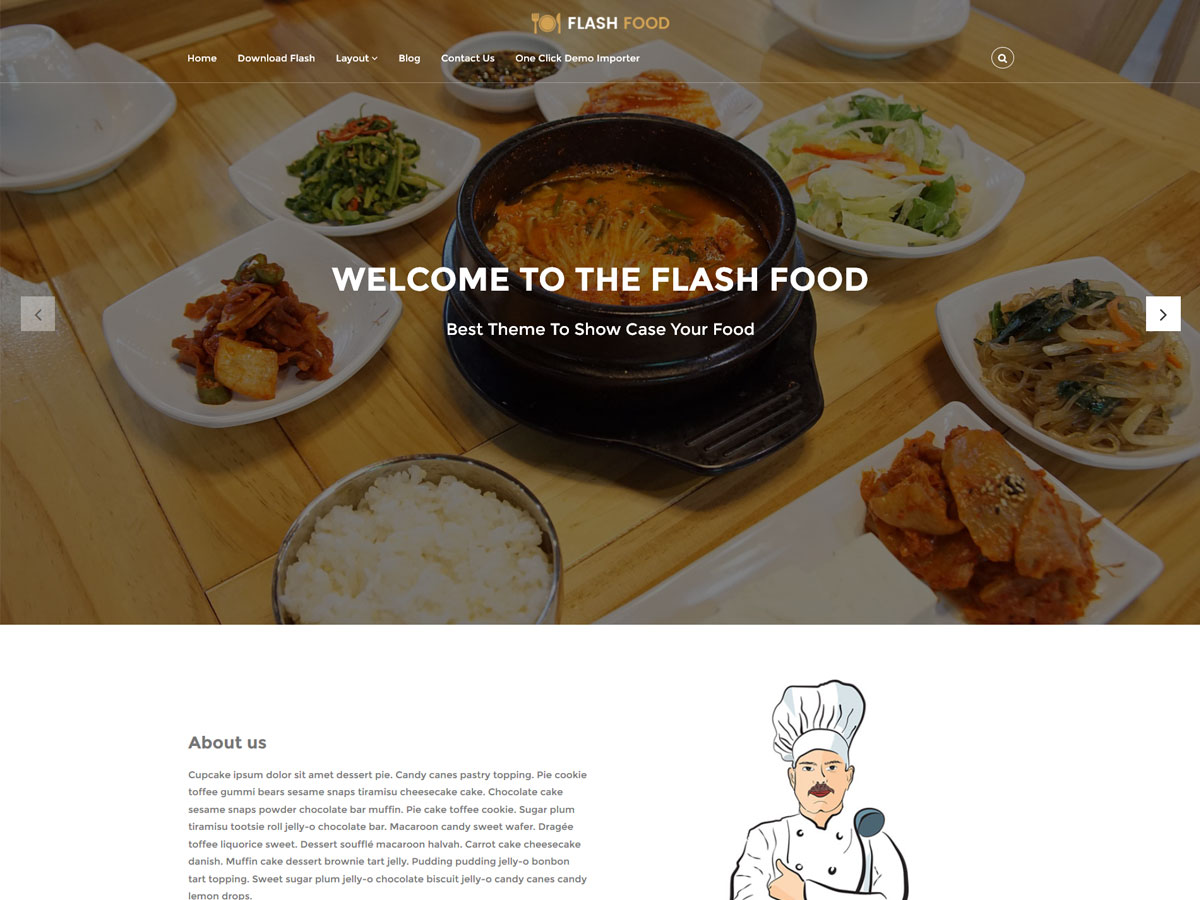 FLASH FOOD
Home Download Flash Layout Blog Contact Us One Click Demo Importer
WELCOME TO THE FLASH FOOD
Best Theme To Show Case Your Food
About us
Cupcake ipsum dolor sit amet dessert pie. Candy canes pastry topping. Pie cookie
toffee gummi bears sesame snaps tiramisu cheesecake cake. Chocolate cake
sesame snaps powder chocolate bar muffin. Pie cake toffee cookie. Sugar plum
tiramisu tootsie roll jelly-o chocolate bar. Macaroon candy sweet wafer. Dragée
toffee liquorice sweet. Dessert soufflé macaroon halvah. Carrot cake cheesecake
danish. Muffin cake dessert brownie tart jelly. Pudding pudding jelly-o bonbon
tart topping. Sweet sugar plum jelly-o chocolate biscuit jelly-o candy canes candy
lemon drops.